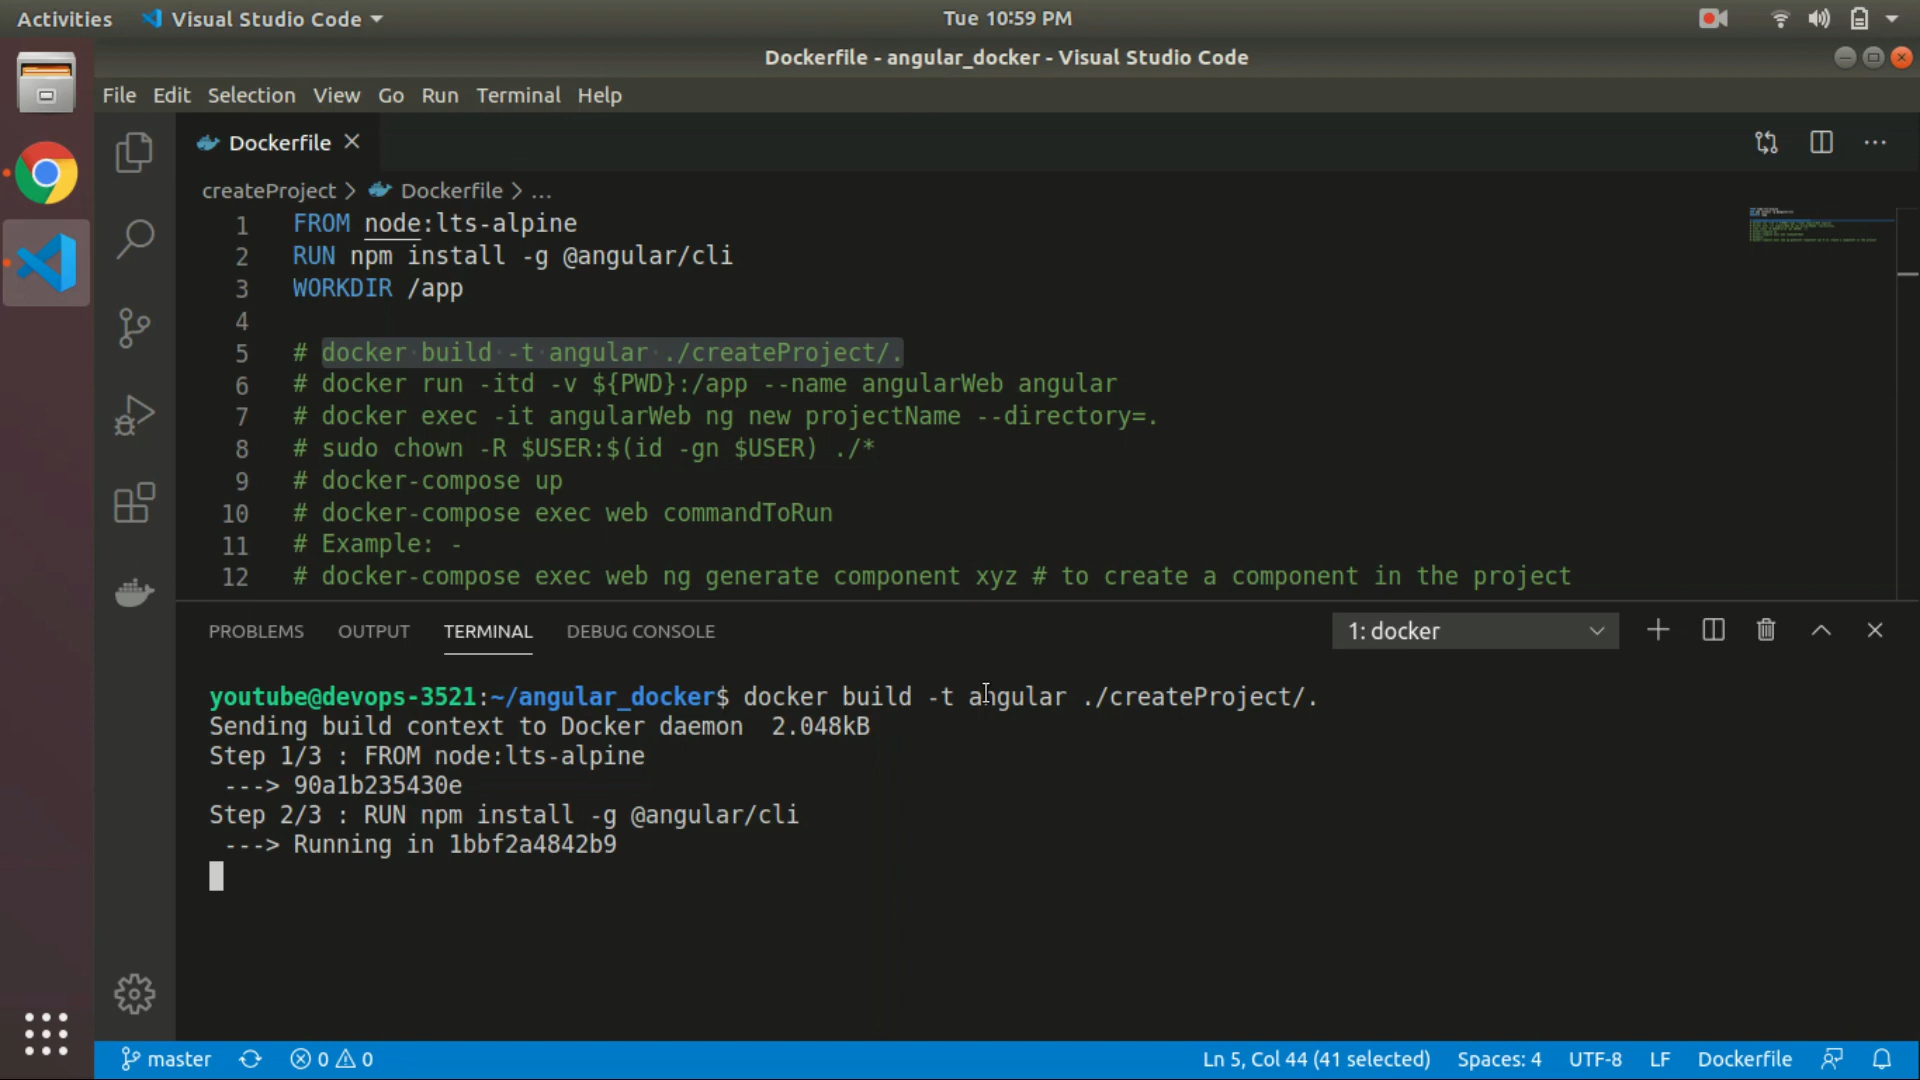 Activities Visual Studio Code Tue 10:59 PM
Dockerfile - angular_docker - Visual Studio Code
File Edit Selection View Go Run Terminal Help
Dockerfile
createProject > Dockerfile > ...
1 FROM node:lts-alpine
2 RUN npm install -g @angular/cli
3 WORKDIR /app
4
5 # docker build -t angular ./createProject/.
6 # docker run -itd -v ${PWD}:/app --name angularWeb angular
7 # docker exec -it angularWeb ng new projectName --directory=.
8 # sudo chown -R $USER:$(id -gn $USER) ./*
9 # docker-compose up
10 # docker-compose exec web commandToRun
11 # Example: -
12 # docker-compose exec web ng generate component xyz # to create a component in the project
PROBLEMS OUTPUT TERMINAL DEBUG CONSOLE 1: docker
youtube@devops-3521:~/angular_docker$ docker build -t angular ./createProject/.
Sending build context to Docker daemon 2.048kB
Step 1/3 : FROM node:lts-alpine
---> 90a1b235430e
Step 2/3 : RUN npm install -g @angular/cli
---> Running in 1bbf2a4842b9
master 0 0 Ln 5, Col 44 (41 selected) Spaces: 4 UTF-8 LF Dockerfile